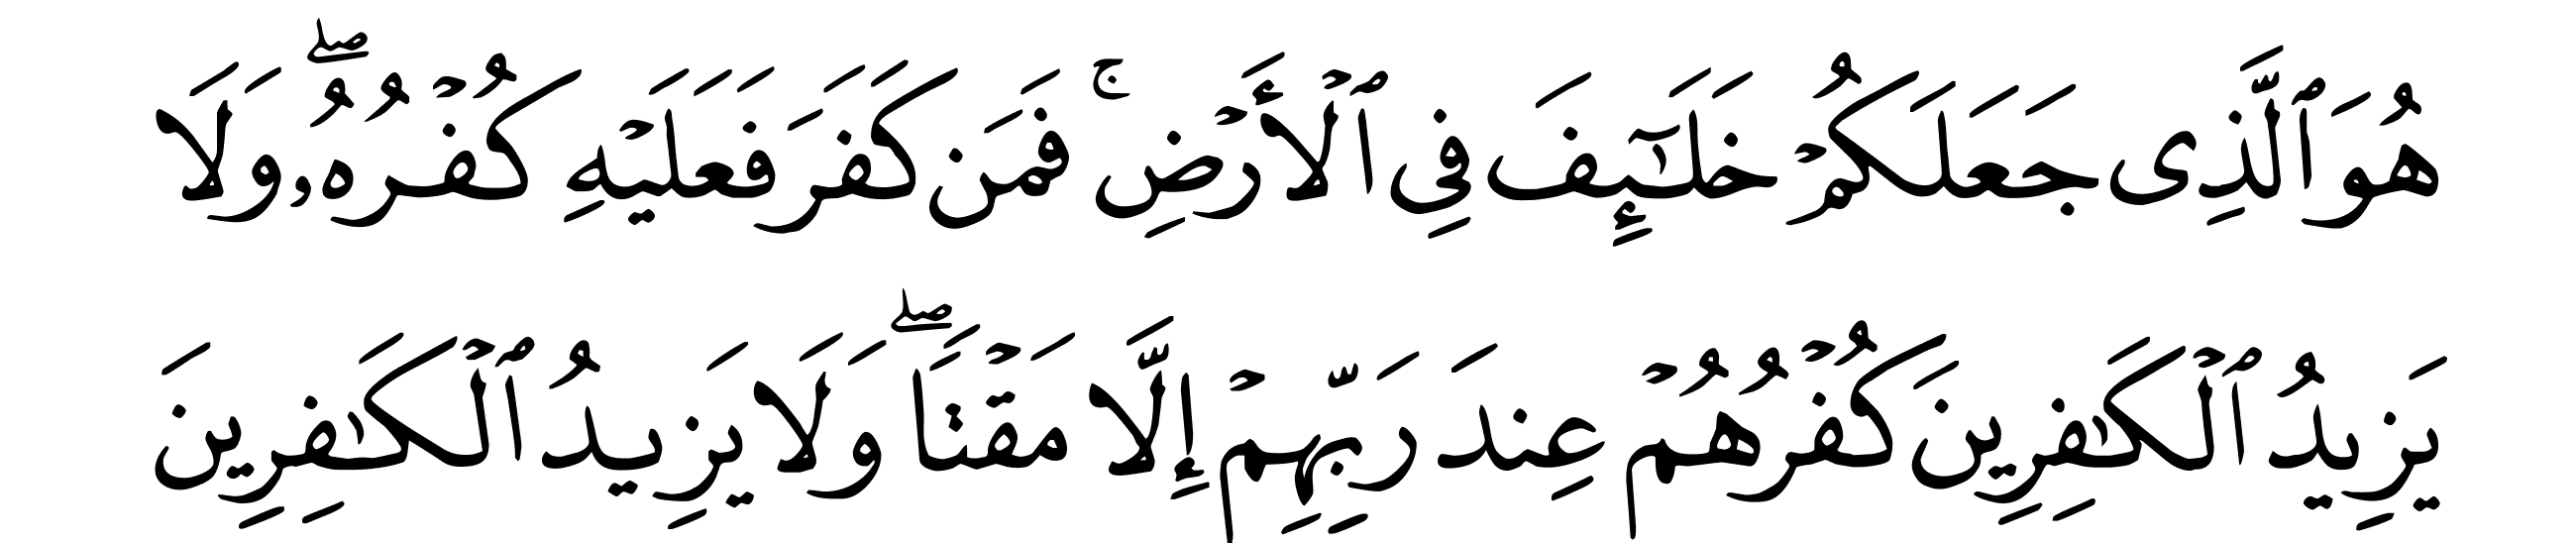 هُوَ ٱلَّذِى جَعَلَكُمْ خَلَـٰٓئِفَ فِى ٱلْأَرْضِ ۚ فَمَن كَفَرَ فَعَلَيْهِ كُفْرُهُۥ ۖ وَلَا
يَزِيدُ ٱلْكَـٰفِرِينَ كُفْرُهُمْ عِندَ رَبِّهِمْ إِلَّا مَقْتًا ۖ وَلَا يَزِيدُ ٱلْكَـٰفِرِينَ